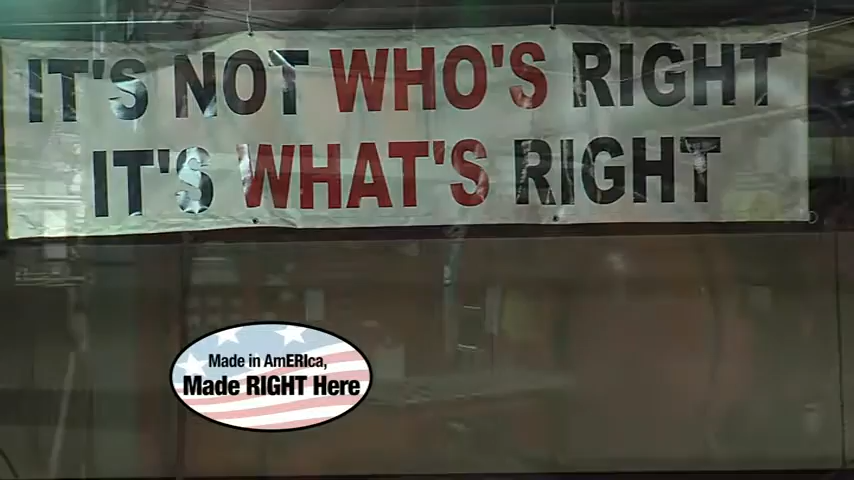 IT'S NOT WHO'S RIGHT
IT'S WHAT'S RIGHT
Made in AmERIca,
Made RIGHT Here